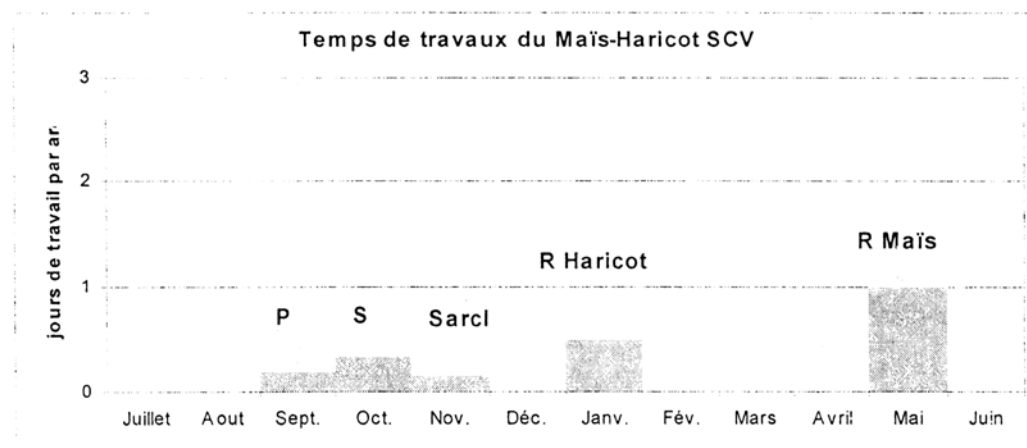 Temps de travaux du Maïs-Haricot SCV
jours de travail par ar
3
2
1
0
R Maïs
R Haricot
P S Sarcl
Juillet Aout Sept. Oct. Nov. Déc. Janv. Fév. Mars Avril Mai Juin